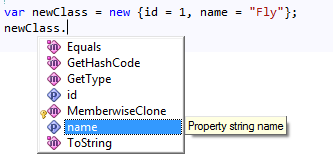 var newClass = new {id = 1, name = "Fly"};
newClass.
Equals
GetHashCode
GetType
id
MemberwiseClone
name
Property string name
ToString